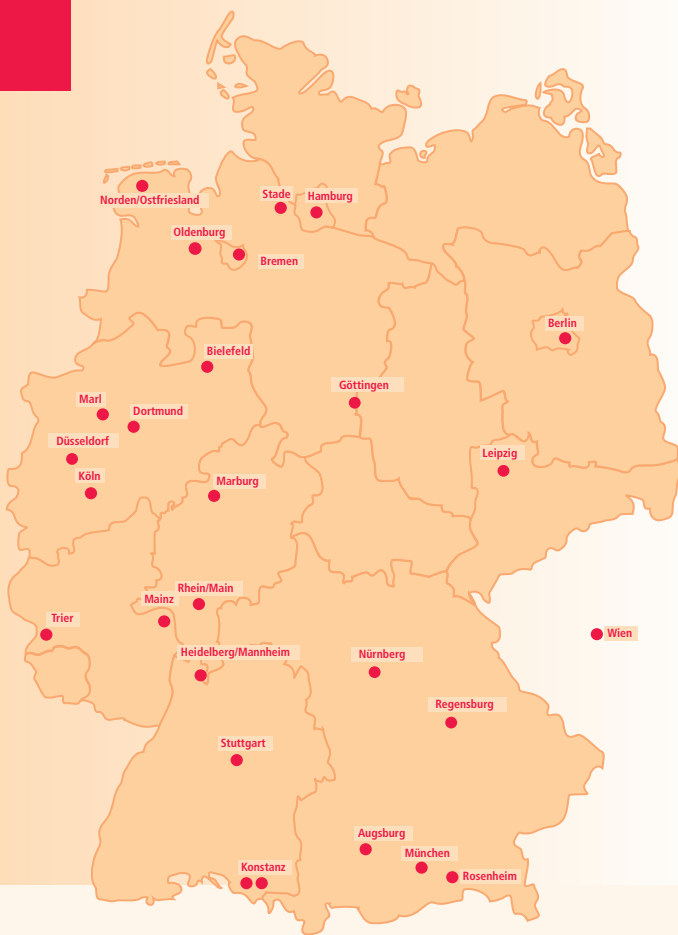 Stade
Hamburg
Norden/Ostfriesland
Oldenburg
Bremen
Berlin
Bielefeld
Göttingen
Marl
Dortmund
Düsseldorf
Leipzig
Köln
Marburg
Rhein/Main
Mainz
Trier
Wien
Heidelberg/Mannheim
Nürnberg
Regensburg
Stuttgart
Augsburg
München
Konstanz
Rosenheim